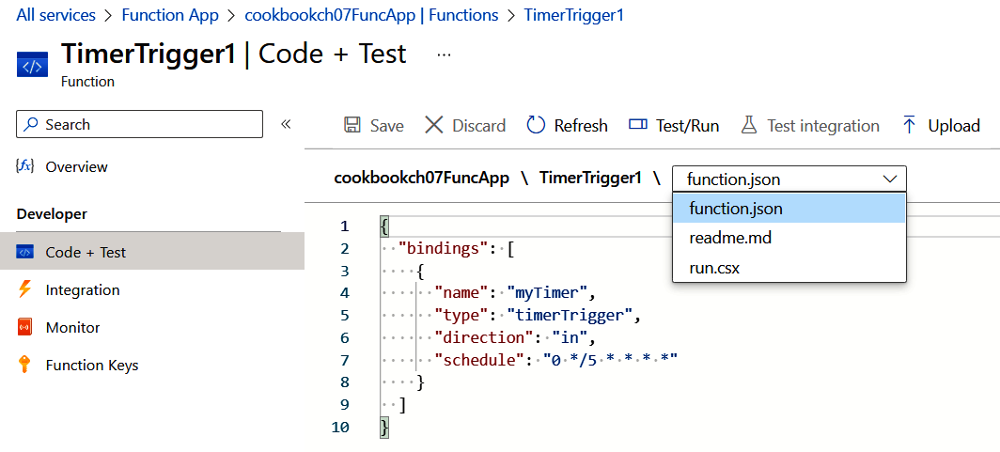 All services > Function App > cookbookch07FuncApp | Functions > TimerTrigger1
TimerTrigger1 | Code + Test ...
Function
Search «
Save Discard Refresh Test/Run Test integration Upload
{fx} Overview
cookbookch07FuncApp \ TimerTrigger1 \ function.json
function.json
readme.md
run.csx
Developer
Code + Test
Integration
Monitor
Function Keys
1 {
2 "bindings": [
3 {
4 "name": "myTimer",
5 "type": "timerTrigger",
6 "direction": "in",
7 "schedule": "0 */5 * * * *"
8 }
9 ]
10 }